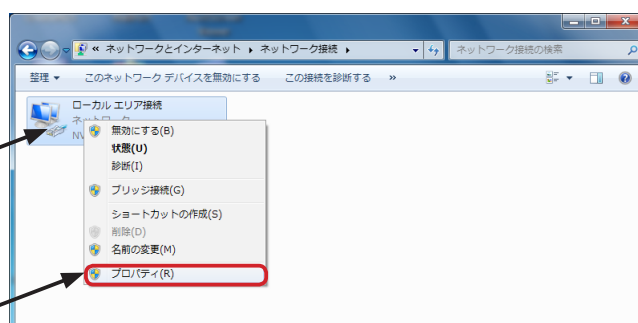 « ネットワークとインターネット ▸ ネットワーク接続 ▸
ネットワーク接続の検索
整理 ▼ このネットワーク デバイスを無効にする この接続を診断する »
ローカル エリア接続
ネットワーク
NV
無効にする(B)
状態(U)
診断(I)
ブリッジ接続(G)
ショートカットの作成(S)
削除(D)
名前の変更(M)
プロパティ(R)